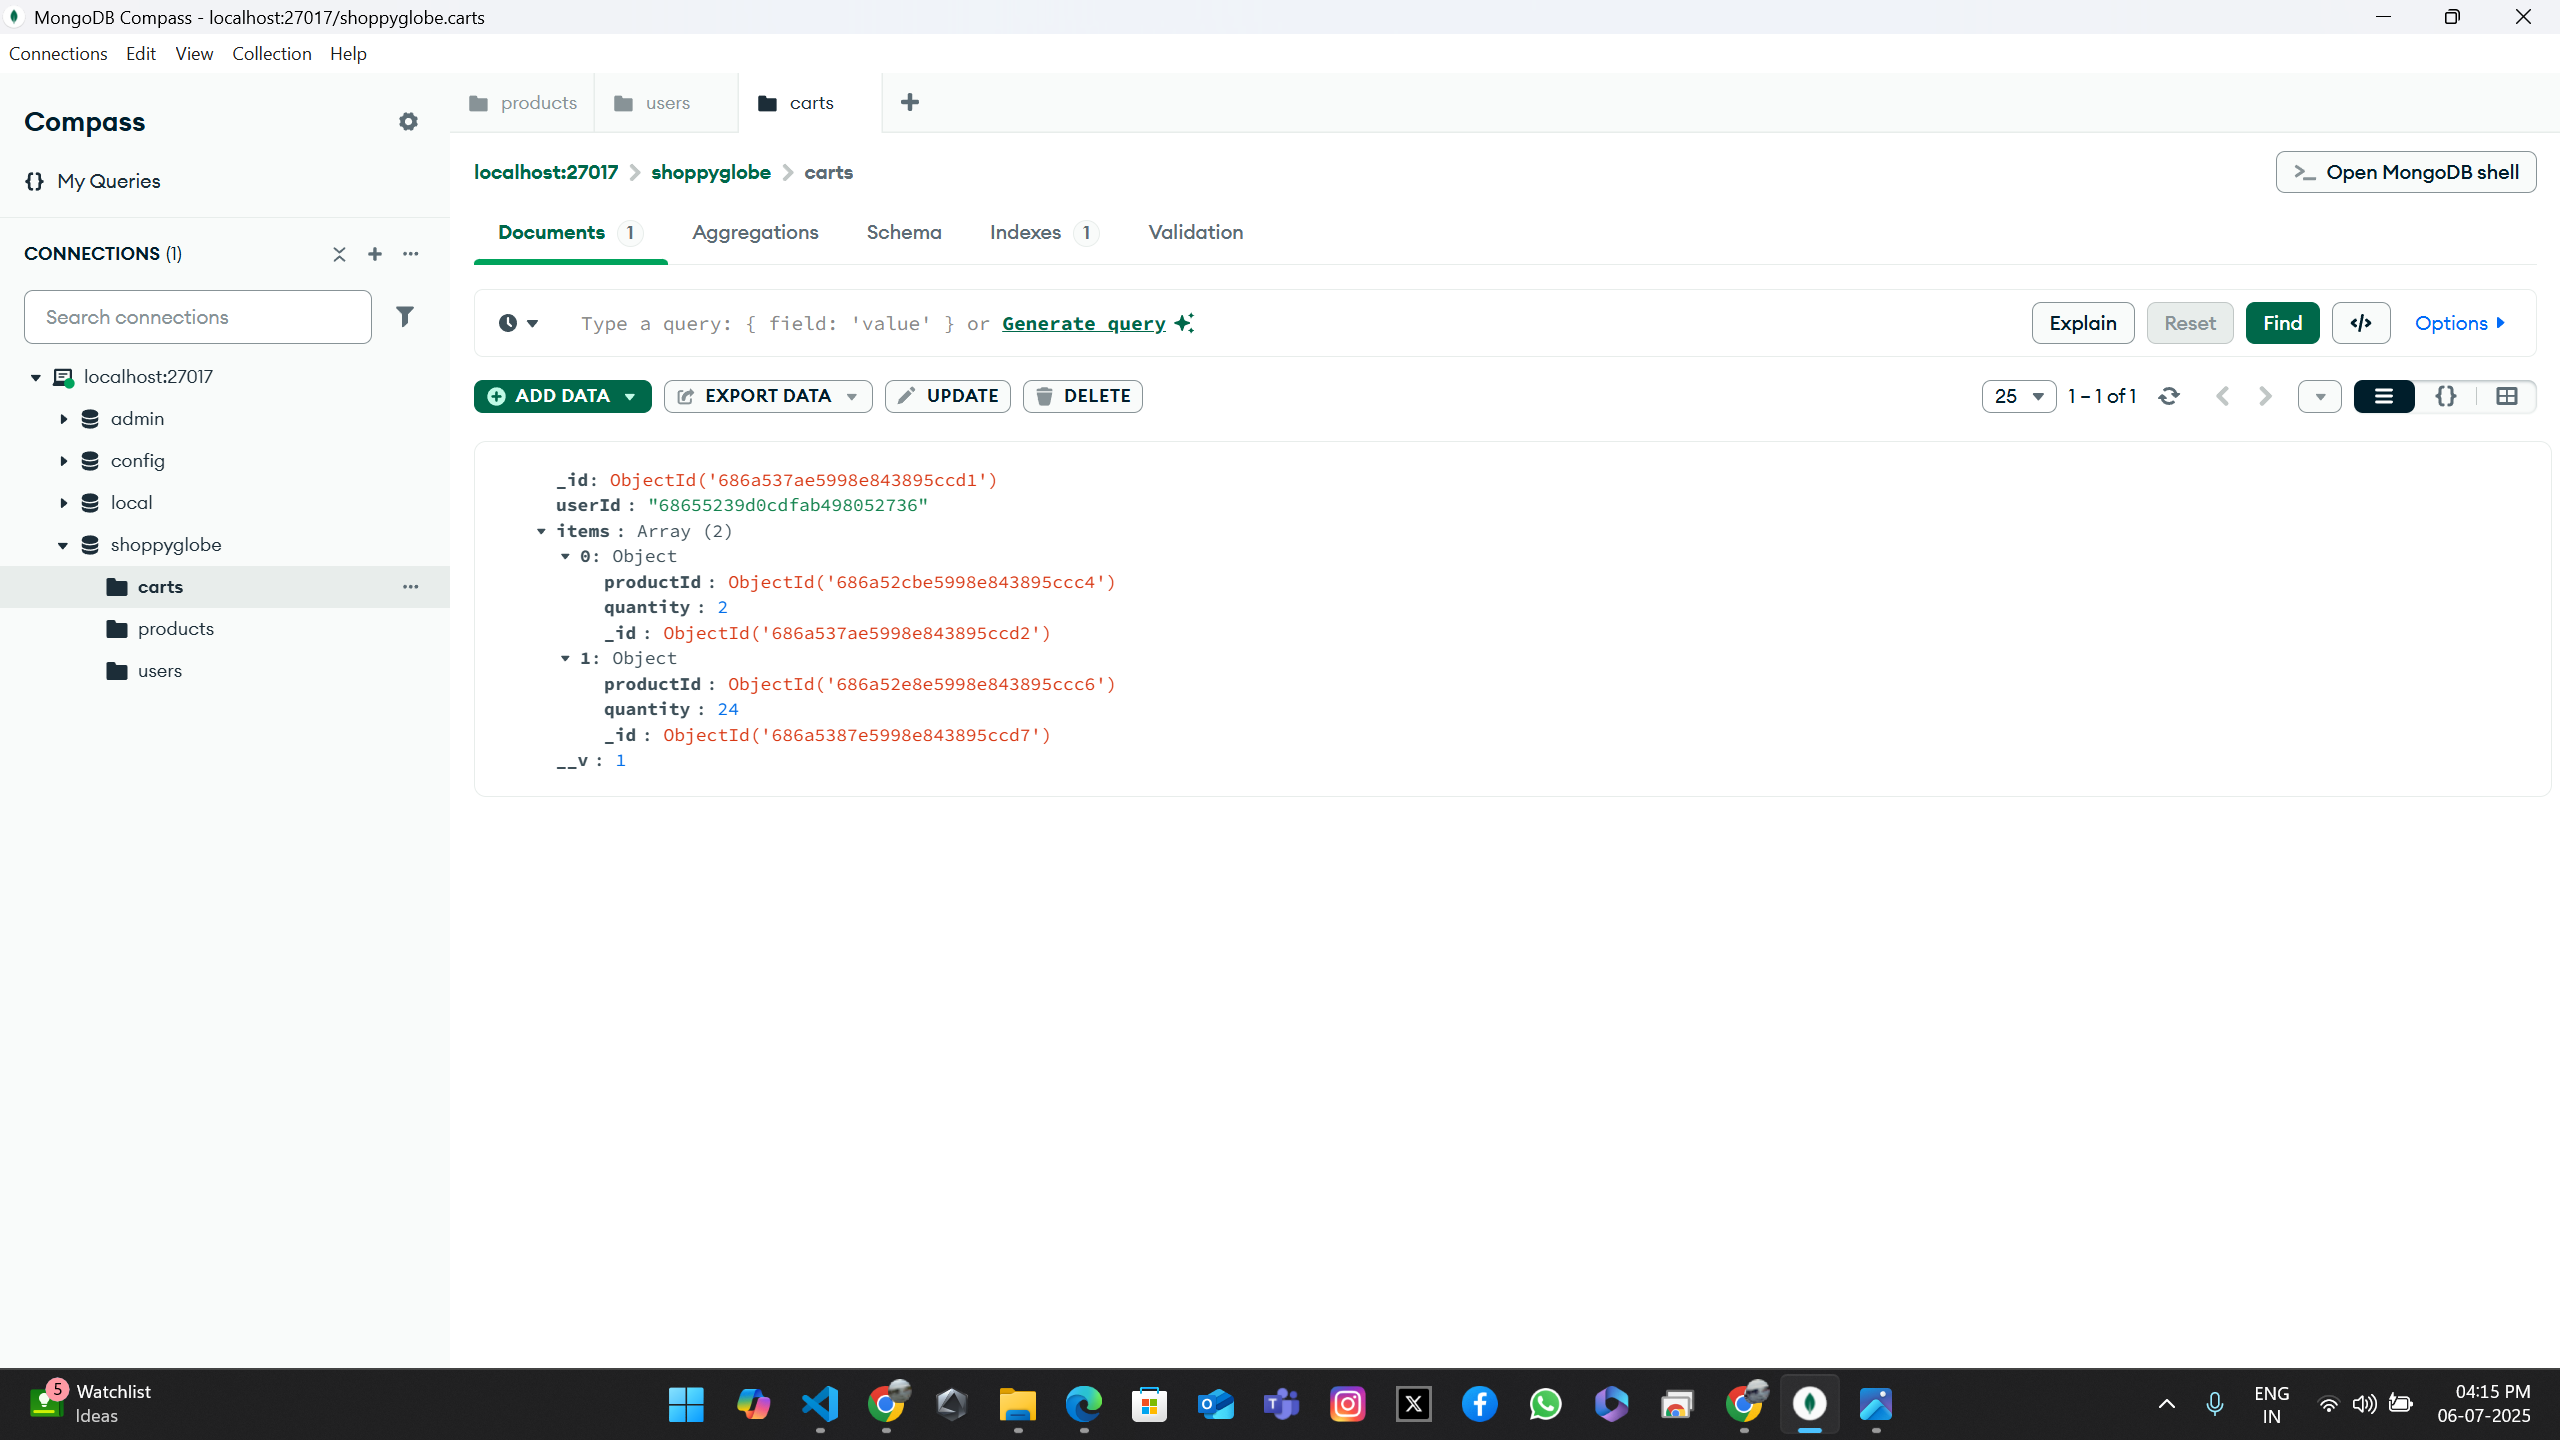 MongoDB Compass - localhost:27017/shoppyglobe.carts
Connections Edit View Collection Help
Compass
My Queries
CONNECTIONS (1)
Search connections
localhost:27017
admin
config
local
shoppyglobe
carts
products
users
products users carts
localhost:27017 shoppyglobe carts
Open MongoDB shell
Documents 1 Aggregations Schema Indexes 1 Validation
Type a query: { field: 'value' } or Generate query
Explain Reset Find </> Options
ADD DATA EXPORT DATA UPDATE DELETE
25 1 – 1 of 1 {}
_id: ObjectId('686a537ae5998e843895ccd1')
userId : "68655239d0cdfab498052736"
items : Array (2)
0: Object
productId : ObjectId('686a52cbe5998e843895ccc4')
quantity : 2
_id : ObjectId('686a537ae5998e843895ccd2')
1: Object
productId : ObjectId('686a52e8e5998e843895ccc6')
quantity : 24
_id : ObjectId('686a5387e5998e843895ccd7')
__v : 1
5 Watchlist
Ideas
ENG
IN
04:15 PM
06-07-2025